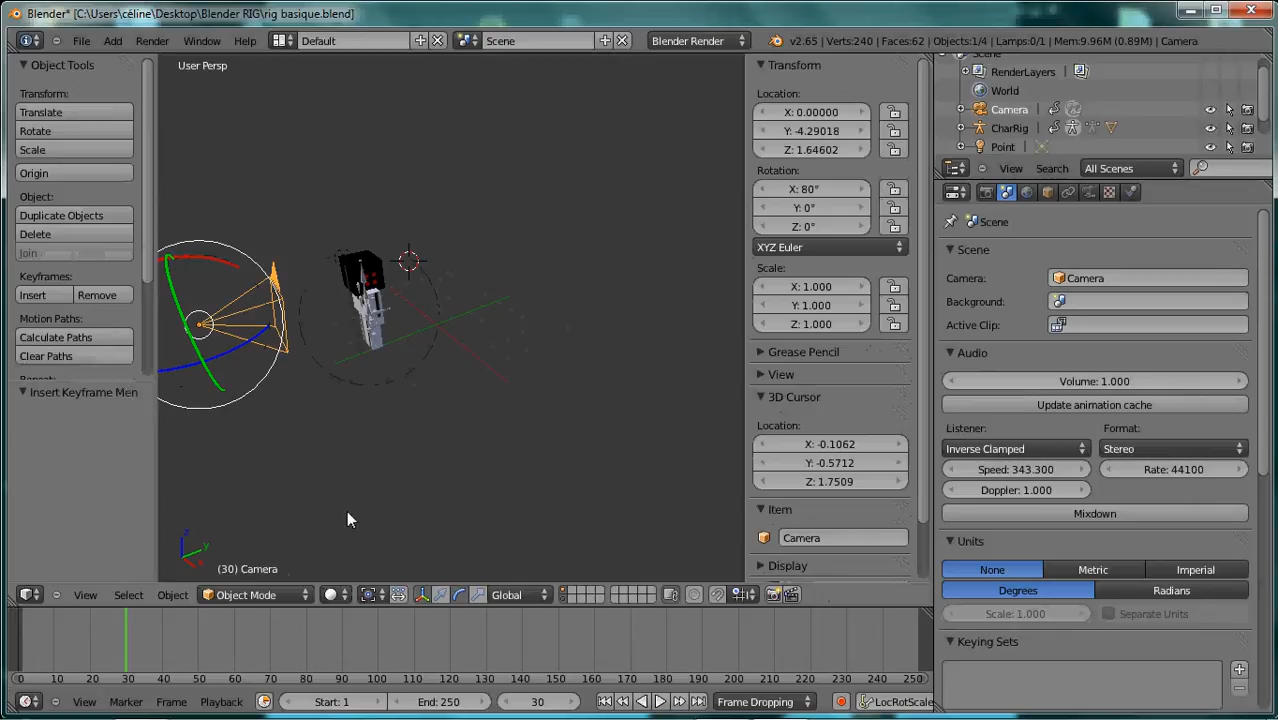 Blender* [C:\Users\céline\Desktop\Blender RIG\rig basique.blend]
File Add Render Window Help Default Scene Blender Render v2.65 | Verts:240 | Faces:62 | Objects:1/4 | Lamps:0/1 | Mem:9.96M (0.89M) | Camera
Object Tools
Transform:
Translate
Rotate
Scale
Origin
Object:
Duplicate Objects
Delete
Join
Keyframes:
Insert Remove
Motion Paths:
Calculate Paths
Clear Paths
Repeat:
Insert Keyframe Men
User Persp
(30) Camera
Transform
Location:
X: 0.00000
Y: -4.29018
Z: 1.64602
Rotation:
X: 80°
Y: 0°
Z: 0°
XYZ Euler
Scale:
X: 1.000
Y: 1.000
Z: 1.000
Grease Pencil
View
3D Cursor
Location:
X: -0.1062
Y: -0.5712
Z: 1.7509
Item
Camera
Display
Scene
RenderLayers
World
Camera
CharRig
Point
View Search All Scenes
Scene
Scene
Camera: Camera
Background:
Active Clip:
Audio
Volume: 1.000
Update animation cache
Listener: Format:
Inverse Clamped Stereo
Speed: 343.300 Rate: 44100
Doppler: 1.000
Mixdown
Units
None Metric Imperial
Degrees Radians
Scale: 1.000 Separate Units
Keying Sets
View Select Object Object Mode Global
0 10 20 30 40 50 60 70 80 90 100 110 120 130 140 150 160 170 180 190 200 210 220 230 240 250
View Marker Frame Playback Start: 1 End: 250 30 Frame Dropping LocRotScale